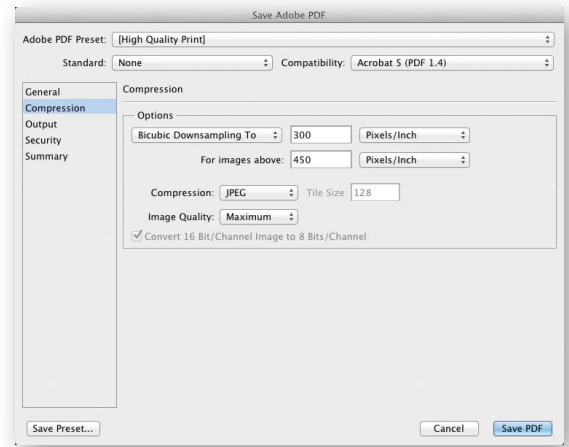 Save Adobe PDF
Adobe PDF Preset: [High Quality Print]
Standard: None Compatibility: Acrobat 5 (PDF 1.4)
General
Compression
Output
Security
Summary
Compression
Options
Bicubic Downsampling To 300 Pixels/Inch
For images above: 450 Pixels/Inch
Compression: JPEG Tile Size: 128
Image Quality: Maximum
Convert 16 Bit/Channel Image to 8 Bits/Channel
Save Preset... Cancel Save PDF